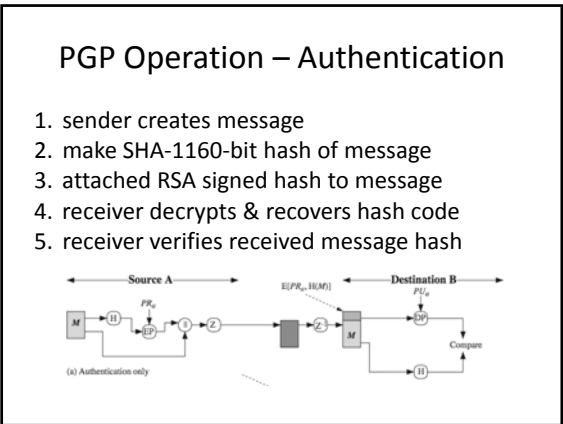 PGP Operation – Authentication
1. sender creates message
2. make SHA-1160-bit hash of message
3. attached RSA signed hash to message
4. receiver decrypts & recovers hash code
5. receiver verifies received message hash
Source A
Destination B
E[PRa, H(M)]
PRa
PUa
M
H
EP
Z
M
DP
Compare
H
(a) Authentication only